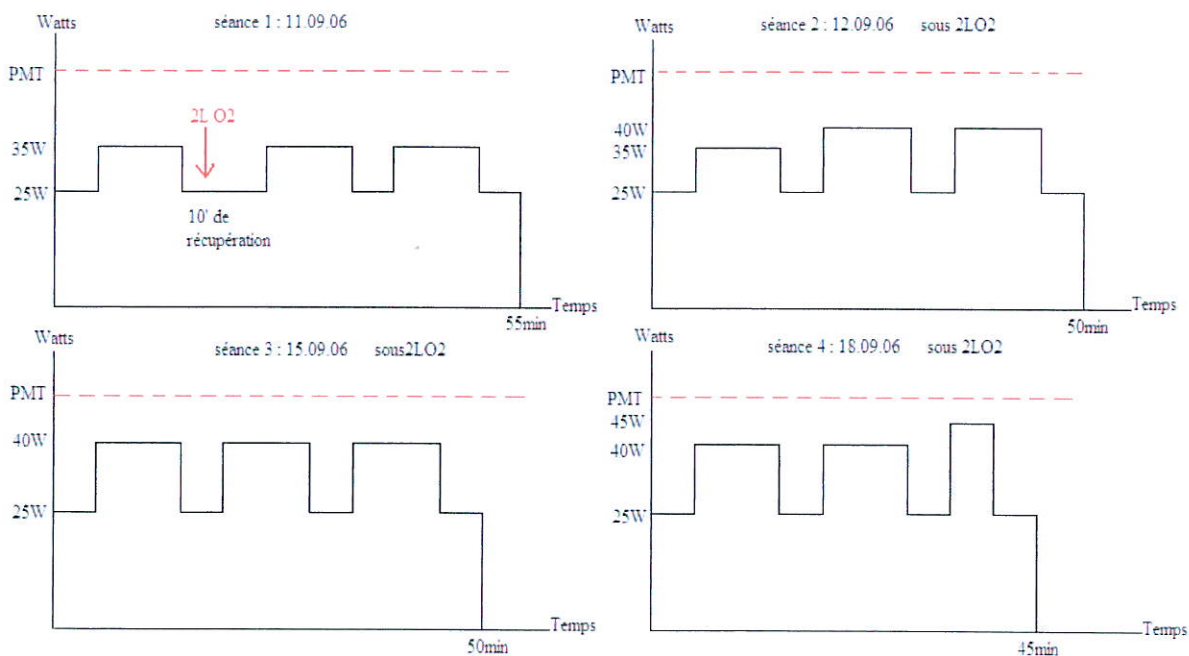 Watts
séance 1 : 11.09.06
PMT
2L O2
35W
25W
10' de
récupération
Temps
55min
Watts
séance 2 : 12.09.06 sous 2LO2
PMT
40W
35W
25W
Temps
50min
Watts
séance 3 : 15.09.06 sous2LO2
PMT
40W
25W
Temps
50min
Watts
séance 4 : 18.09.06 sous 2LO2
PMT
45W
40W
25W
Temps
45min